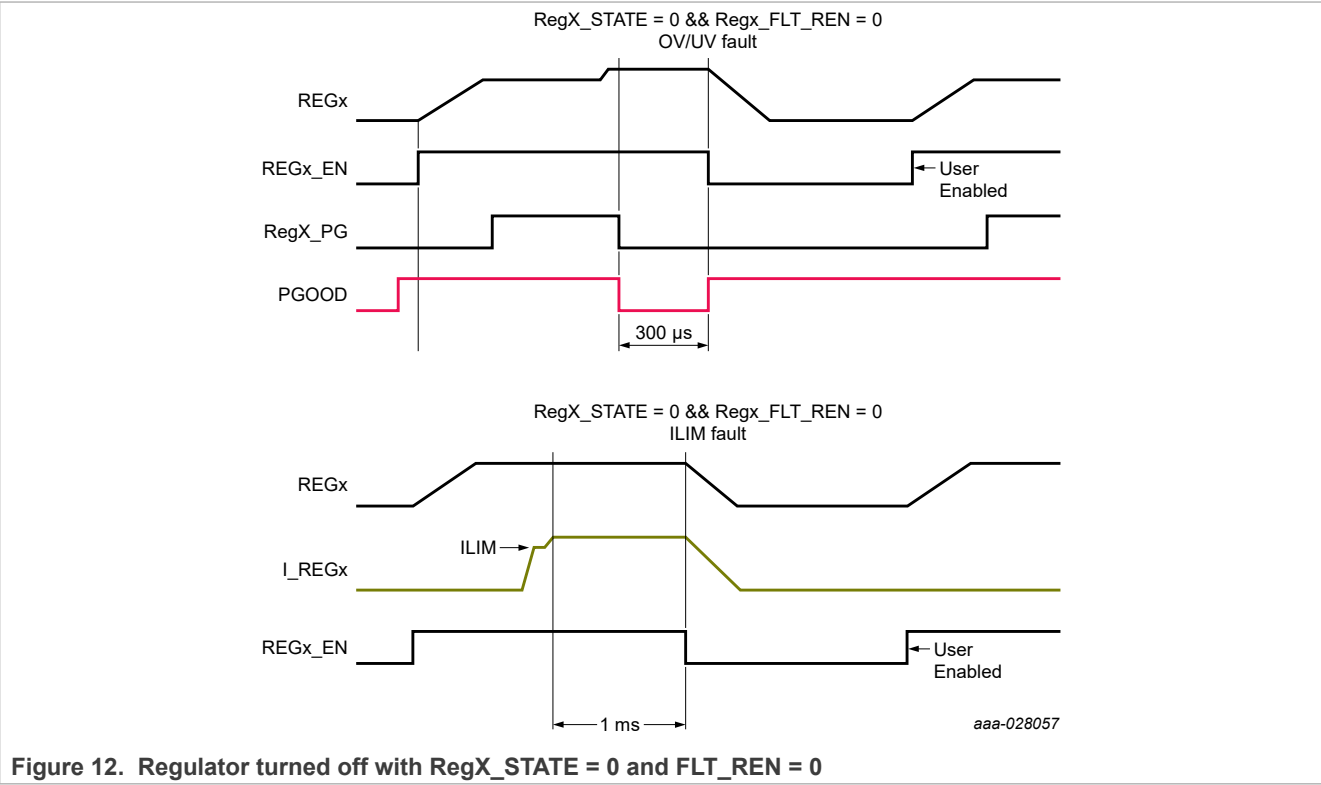 RegX_STATE = 0 && Regx_FLT_REN = 0
OV/UV fault
REGx
REGx_EN
User
Enabled
RegX_PG
PGOOD
300 µs
RegX_STATE = 0 && Regx_FLT_REN = 0
ILIM fault
REGx
ILIM
I_REGx
REGx_EN
User
Enabled
1 ms
aaa-028057
Figure 12. Regulator turned off with RegX_STATE = 0 and FLT_REN = 0